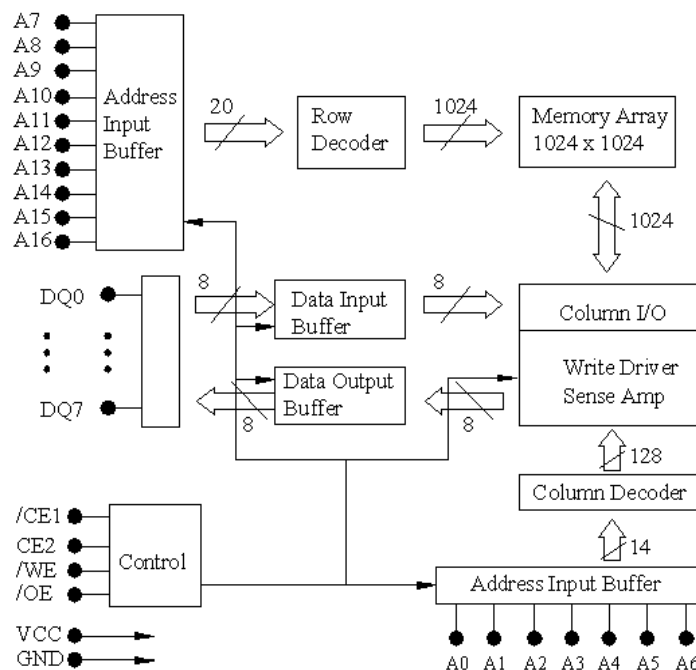 A7
A8
A9
A10
A11
A12
A13
A14
A15
A16
Address
Input
Buffer
20
Row
Decoder
1024
Memory Array
1024 x 1024
1024
DQ0
DQ7
8
Data Input
Buffer
8
Column I/O
Data Output
Buffer
8
8
Write Driver
Sense Amp
128
Column Decoder
14
Address Input Buffer
/CE1
CE2
/WE
/OE
Control
VCC
GND
A0 A1 A2 A3 A4 A5 A6